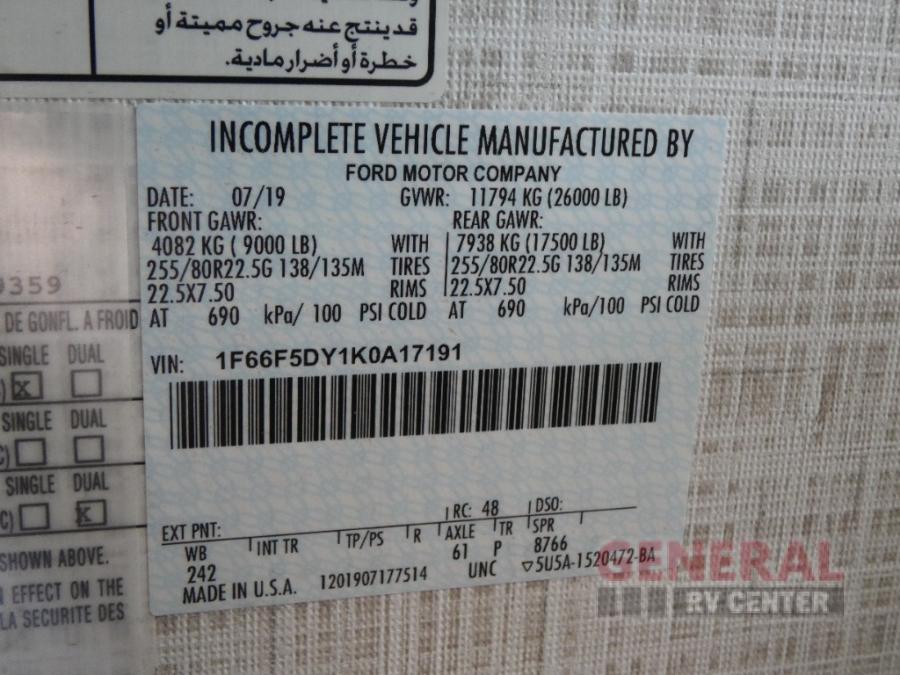 قد ينتج عنه جروح مميتة أو
خطرة أو أضرار مادية.
9359
DE GONFL. A FROID
SINGLE DUAL
X
SINGLE DUAL
C)
SINGLE DUAL
C) X
SHOWN ABOVE.
EFFECT ON THE
LA SECURITE DES
INCOMPLETE VEHICLE MANUFACTURED BY
FORD MOTOR COMPANY
DATE: 07/19 GVWR: 11794 KG (26000 LB)
FRONT GAWR: REAR GAWR:
4082 KG ( 9000 LB) WITH 7938 KG (17500 LB) WITH
255/80R22.5G 138/135M TIRES 255/80R22.5G 138/135M TIRES
22.5X7.50 RIMS 22.5X7.50 RIMS
AT 690 kPa/ 100 PSI COLD AT 690 kPa/ 100 PSI COLD
VIN: 1F66F5DY1K0A17191
EXT PNT: RC: 48 DSO:
WB INT TR TP/PS R AXLE TR SPR
242 61 P 8766
MADE IN U.S.A. 1201907177514 UNC ▽5U5A-1520472-BA
GENERAL
RV CENTER